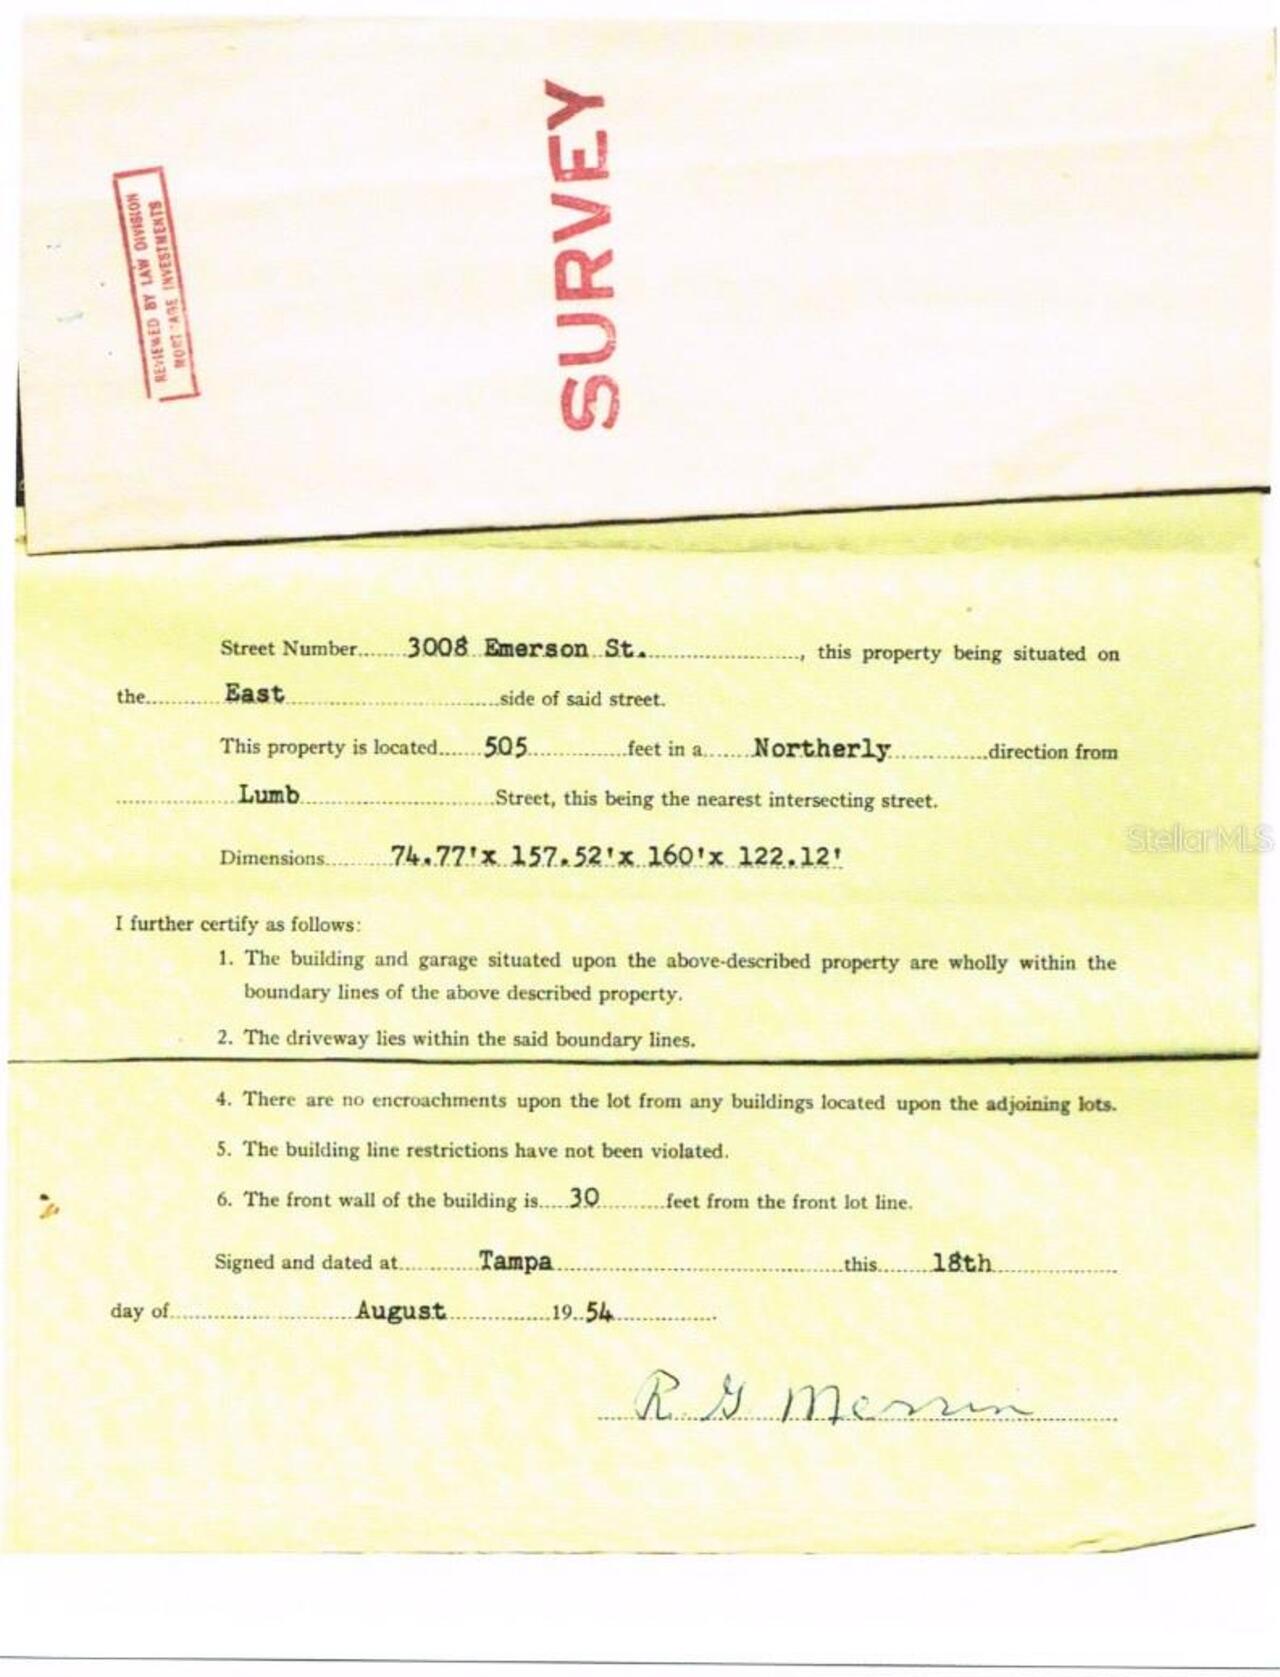 SURVEY
REVIEWED BY LAW DIVISION
MORTGAGE INVESTMENTS
Street Number 3008 Emerson St. , this property being situated on
the East side of said street.
This property is located 505 feet in a Northerly direction from
Lumb Street, this being the nearest intersecting street.
StellarMLS
Dimensions 74.77'x 157.52'x 160'x 122.12'
I further certify as follows:
1. The building and garage situated upon the above-described property are wholly within the
boundary lines of the above described property.
2. The driveway lies within the said boundary lines.
4. There are no encroachments upon the lot from any buildings located upon the adjoining lots.
5. The building line restrictions have not been violated.
6. The front wall of the building is 30 feet from the front lot line.
Signed and dated at Tampa this 18th
day of August 19 54
R. G Merrin